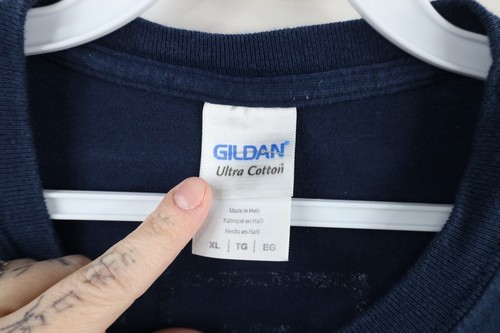 GILDAN®
Ultra Cotton
Made in Haiti
Fabriqué en Haïti
Hecho en Haití
XL | TG | EG